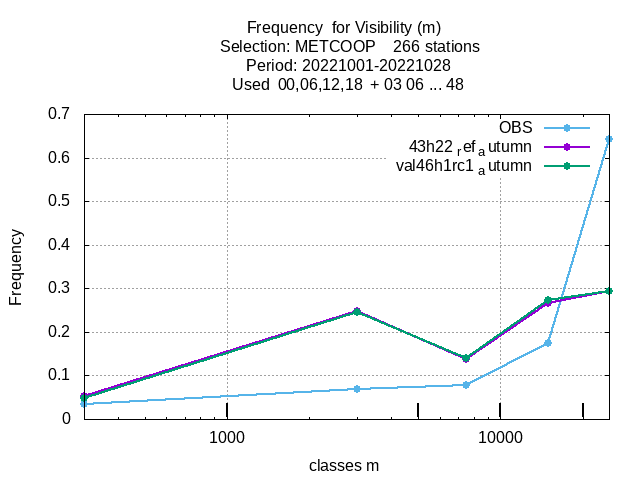 Frequency  for Visibility (m)
Selection: METCOOP    266 stations
Period: 20221001-20221028
Used  00,06,12,18  + 03 06 ... 48
0.7
0.6
0.5
0.4
0.3
0.2
0.1
0
Frequency
OBS
43h22 ref autumn
val46h1rc1 autumn
1000
10000
classes m